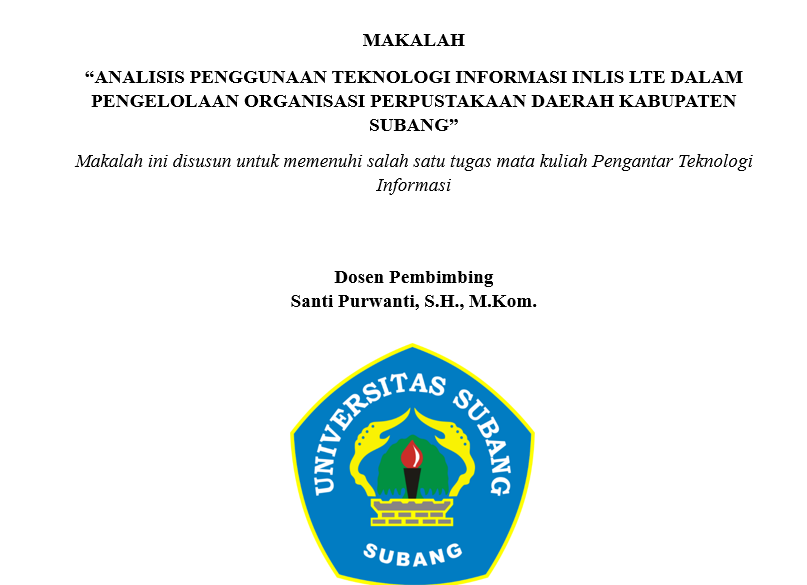 MAKALAH
“ANALISIS PENGGUNAAN TEKNOLOGI INFORMASI INLIS LTE DALAM
PENGELOLAAN ORGANISASI PERPUSTAKAAN DAERAH KABUPATEN
SUBANG”
Makalah ini disusun untuk memenuhi salah satu tugas mata kuliah Pengantar Teknologi
Informasi
Dosen Pembimbing
Santi Purwanti, S.H., M.Kom.
UNIVERSITAS SUBANG
SUBANG